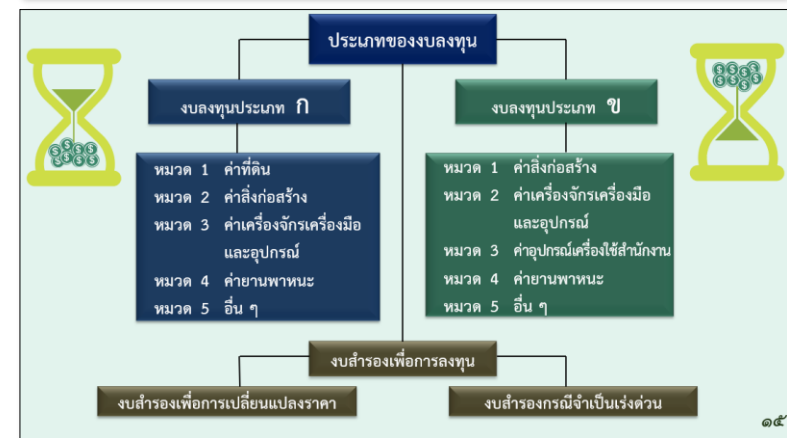 ประเภทของงบลงทุน
งบลงทุนประเภท ก
หมวด 1 ค่าที่ดิน
หมวด 2 ค่าสิ่งก่อสร้าง
หมวด 3 ค่าเครื่องจักรเครื่องมือ
และอุปกรณ์
หมวด 4 ค่ายานพาหนะ
หมวด 5 อื่น ๆ
งบลงทุนประเภท ข
หมวด 1 ค่าสิ่งก่อสร้าง
หมวด 2 ค่าเครื่องจักรเครื่องมือ
และอุปกรณ์
หมวด 3 ค่าอุปกรณ์เครื่องใช้สำนักงาน
หมวด 4 ค่ายานพาหนะ
หมวด 5 อื่น ๆ
งบสำรองเพื่อการลงทุน
งบสำรองเพื่อการเปลี่ยนแปลงราคา
งบสำรองกรณีจำเป็นเร่งด่วน
๑๕